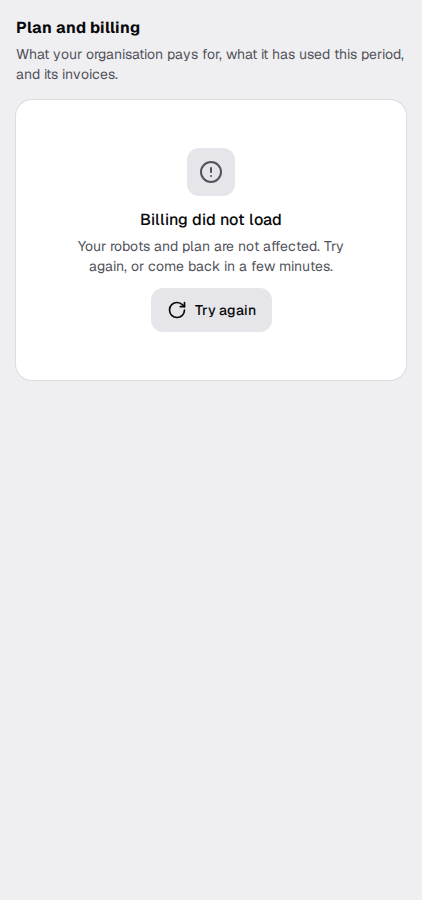 Plan and billing
What your organisation pays for, what it has used this period,
and its invoices.
Billing did not load
Your robots and plan are not affected. Try
again, or come back in a few minutes.
Try again